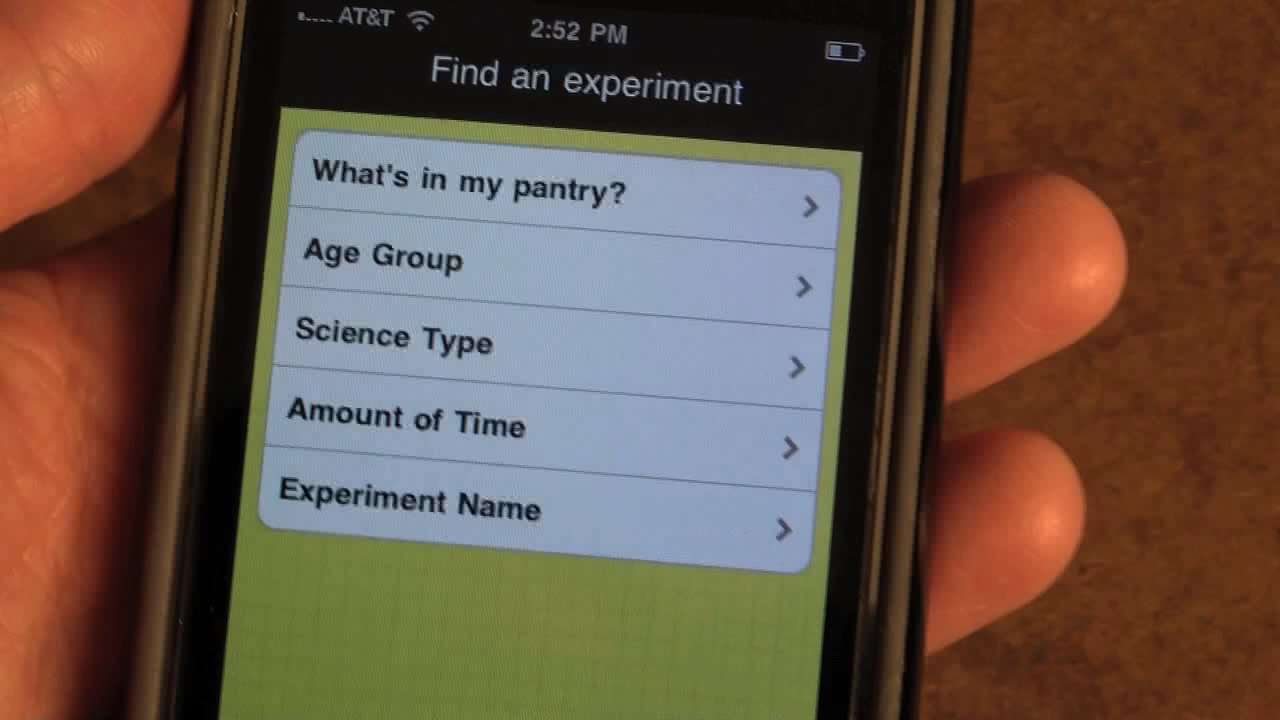 AT&T 2:52 PM
Find an experiment
What's in my pantry?
Age Group
Science Type
Amount of Time
Experiment Name